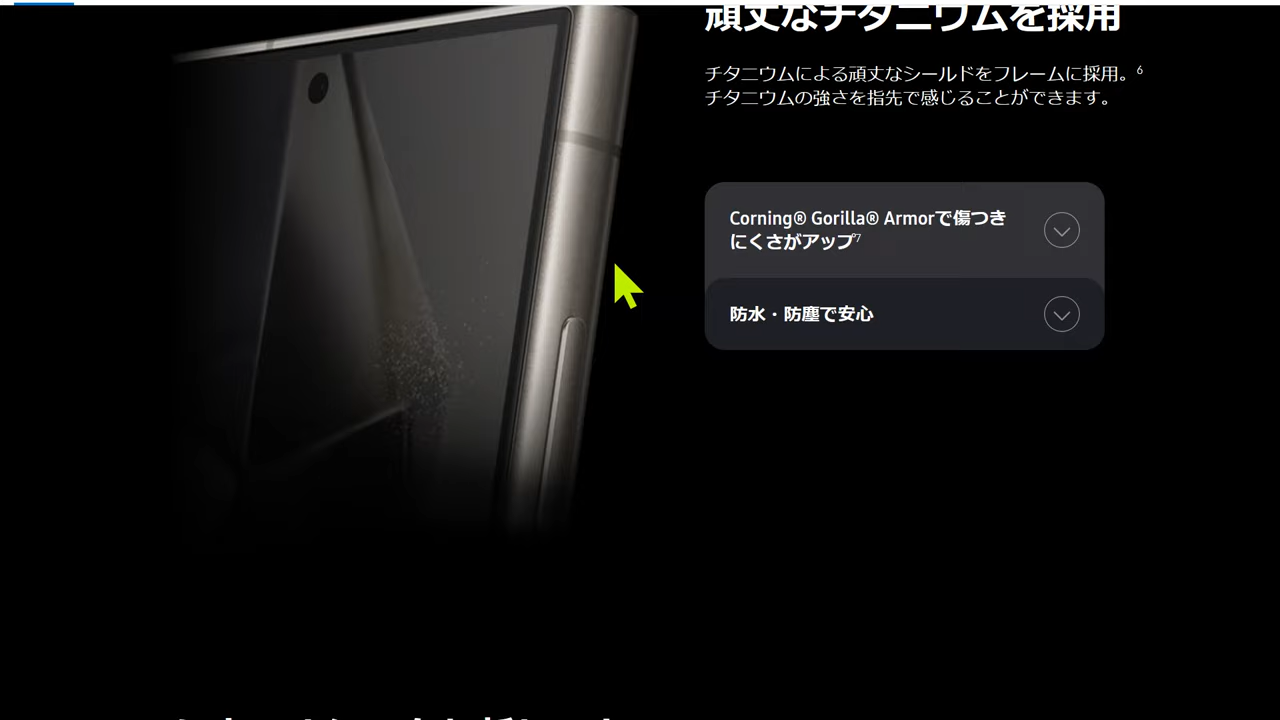 頑丈なチタニウムを採用
チタニウムによる頑丈なシールドをフレームに採用。6
チタニウムの強さを指先で感じることができます。
Corning® Gorilla® Armorで傷つき
にくさがアップ7
防水・防塵で安心